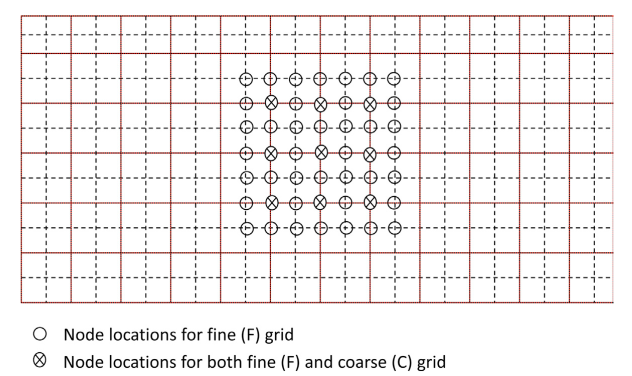 Node locations for fine (F) grid
Node locations for both fine (F) and coarse (C) grid